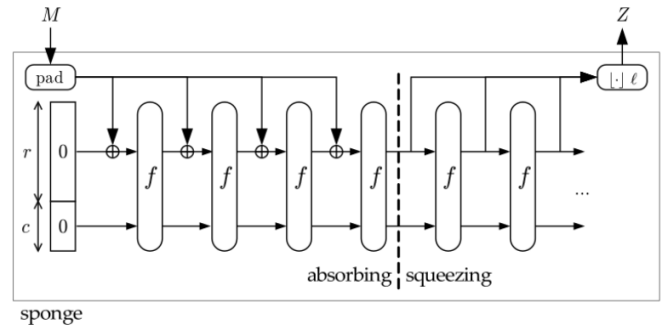 M
Z
pad
⌊·⌋ ℓ
r
0
f f f f f f
...
c
0
absorbing squeezing
sponge